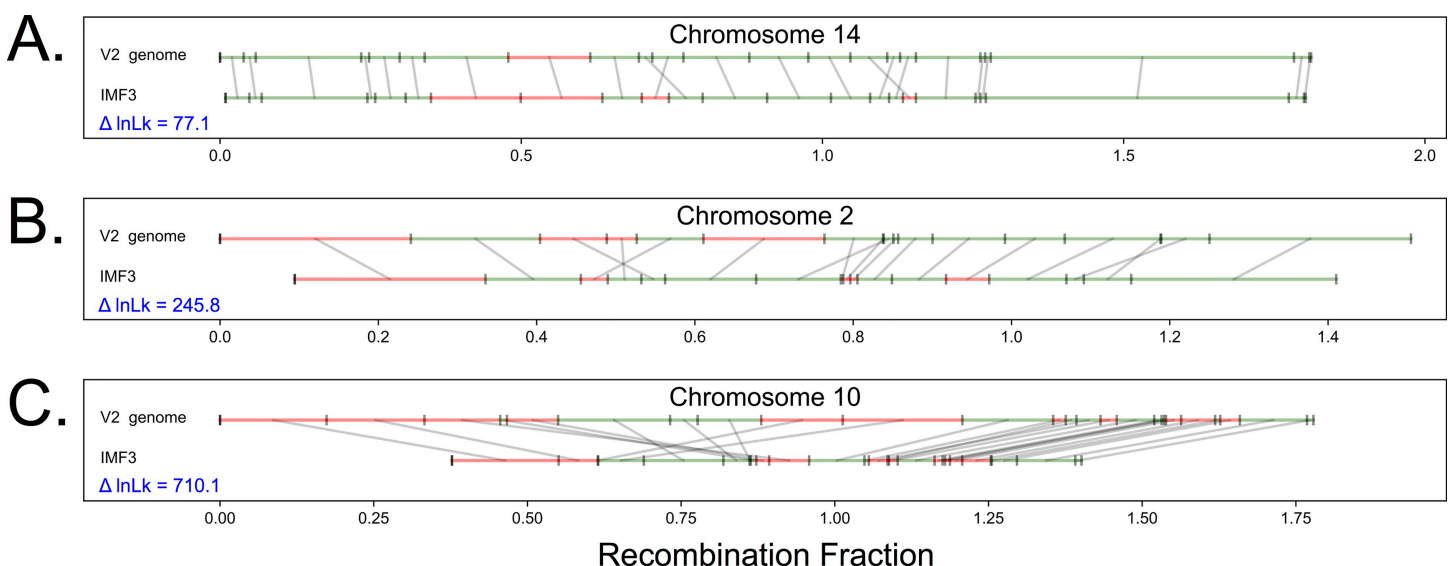 A.
Chromosome 14
V2 genome
IMF3
Δ lnLk = 77.1
0.0 0.5 1.0 1.5 2.0
B.
Chromosome 2
V2 genome
IMF3
Δ lnLk = 245.8
0.0 0.2 0.4 0.6 0.8 1.0 1.2 1.4
C.
Chromosome 10
V2 genome
IMF3
Δ lnLk = 710.1
0.00 0.25 0.50 0.75 1.00 1.25 1.50 1.75
Recombination Fraction